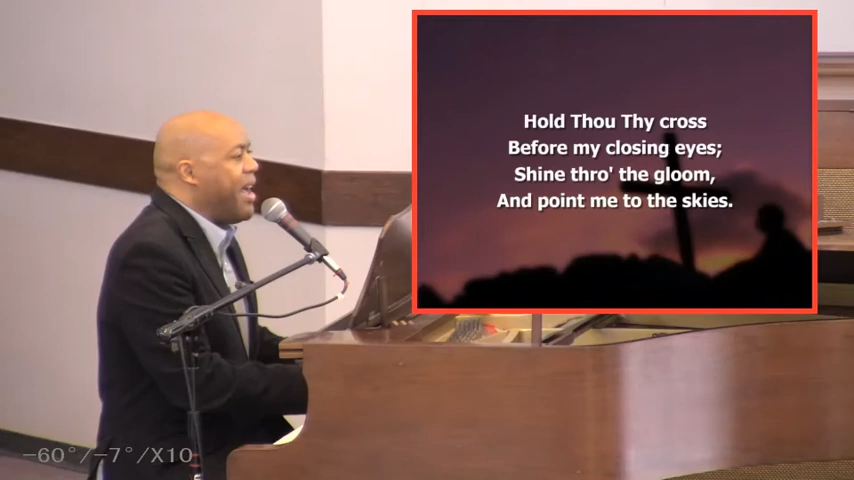 Hold Thou Thy cross
Before my closing eyes;
Shine thro' the gloom,
And point me to the skies.
-60°/-7°/X10